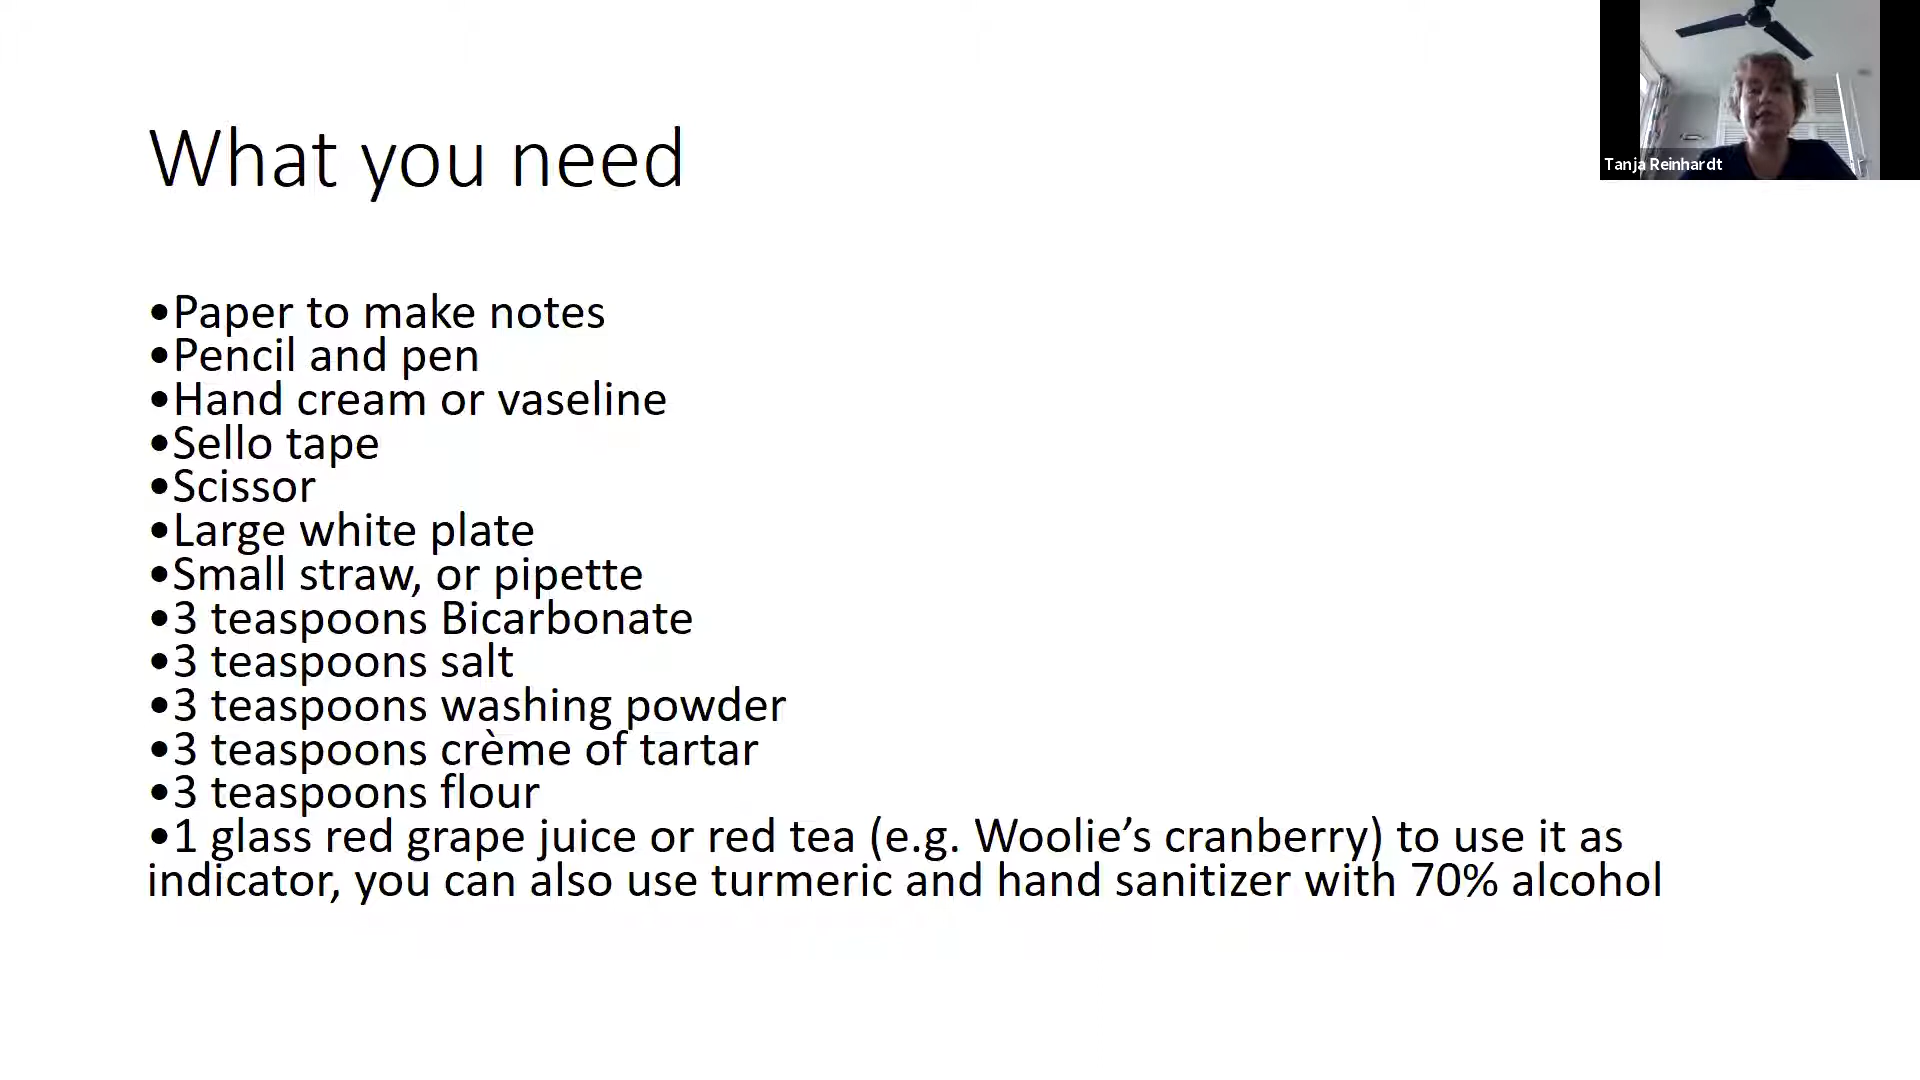 What you need
Tanja Reinhardt
•Paper to make notes
•Pencil and pen
•Hand cream or vaseline
•Sello tape
•Scissor
•Large white plate
•Small straw, or pipette
•3 teaspoons Bicarbonate
•3 teaspoons salt
•3 teaspoons washing powder
•3 teaspoons crème of tartar
•3 teaspoons flour
•1 glass red grape juice or red tea (e.g. Woolie’s cranberry) to use it as
indicator, you can also use turmeric and hand sanitizer with 70% alcohol